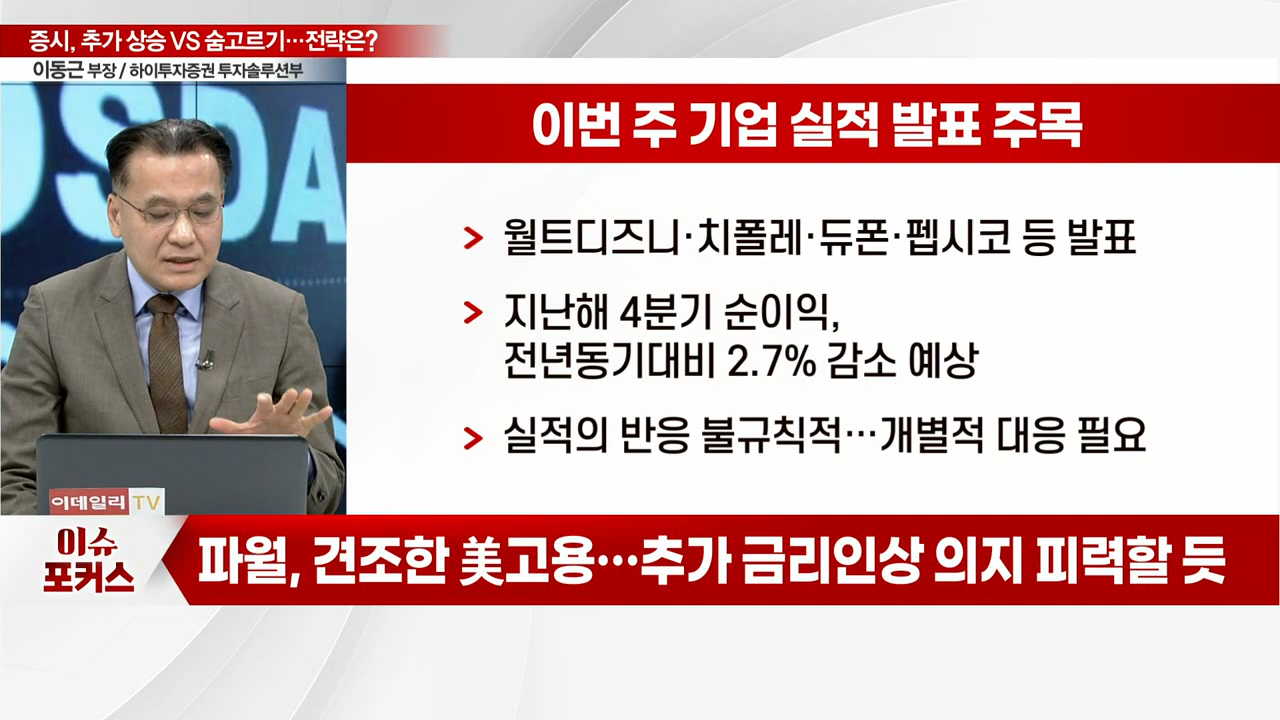 증시, 추가 상승 VS 숨고르기…전략은?
이동근 부장 / 하이투자증권 투자솔루션부
OSDA
이번 주 기업 실적 발표 주목
> 월트디즈니·치폴레·듀폰·펩시코 등 발표
> 지난해 4분기 순이익,
전년동기대비 2.7% 감소 예상
> 실적의 반응 불규칙적…개별적 대응 필요
이데일리 TV
이슈
포커스
파월, 견조한 美고용…추가 금리인상 의지 피력할 듯